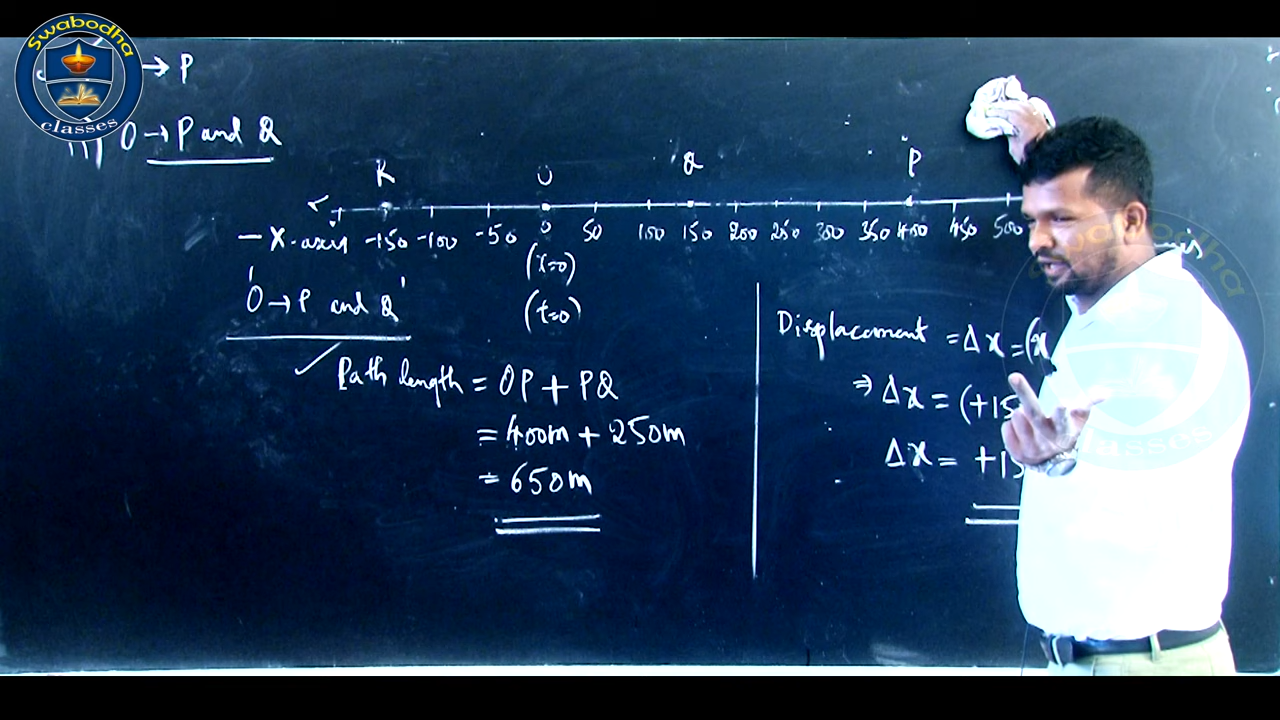 Swabodha
classes
→ P
O → P and Q
K O Q P
- X-axis -150 -100 -50 0 50 100 150 200 250 300 350 400 450 500
(x=0)
(t=0)
'O → P and Q'
✓ Path length = OP + PQ
= 400m + 250m
= 650m
Displacement = Δx = (x
⇒ Δx = (+15
Δx = +15